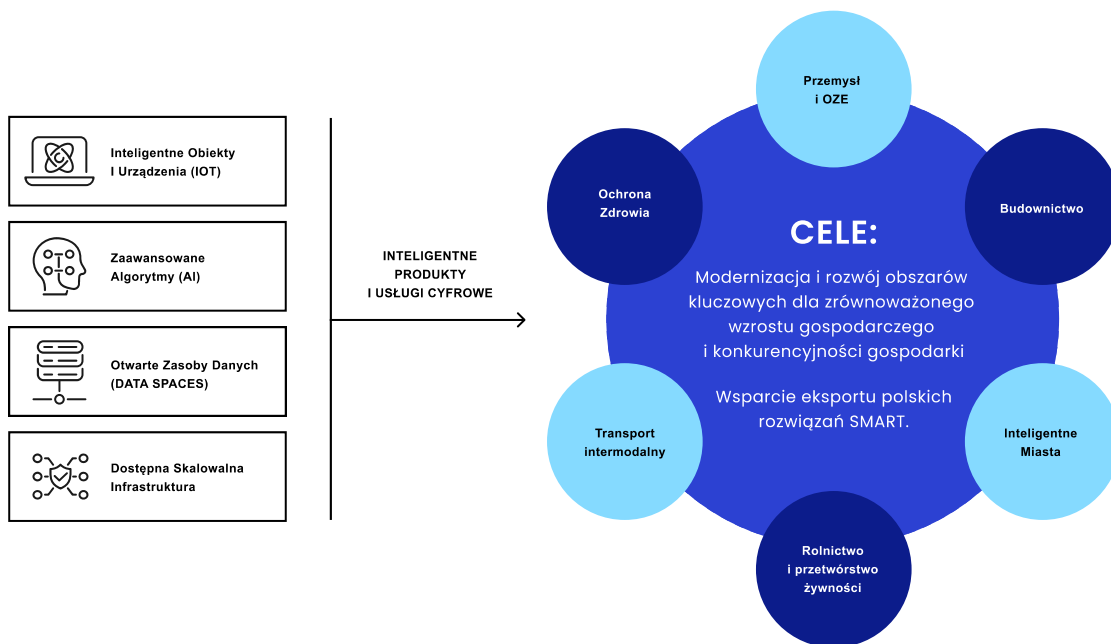 Inteligentne Obiekty
I Urządzenia (IOT)
Zaawansowane
Algorytmy (AI)
Otwarte Zasoby Danych
(DATA SPACES)
Dostępna Skalowalna
Infrastruktura
INTELIGENTNE
PRODUKTY
I USŁUGI CYFROWE
Przemysł
i OZE
Ochrona
Zdrowia
Budownictwo
CELE:
Modernizacja i rozwój obszarów
kluczowych dla zrównoważonego
wzrostu gospodarczego
i konkurencyjności gospodarki
Wsparcie eksportu polskich
rozwiązań SMART.
Transport
intermodalny
Inteligentne
Miasta
Rolnictwo
i przetwórstwo
żywności